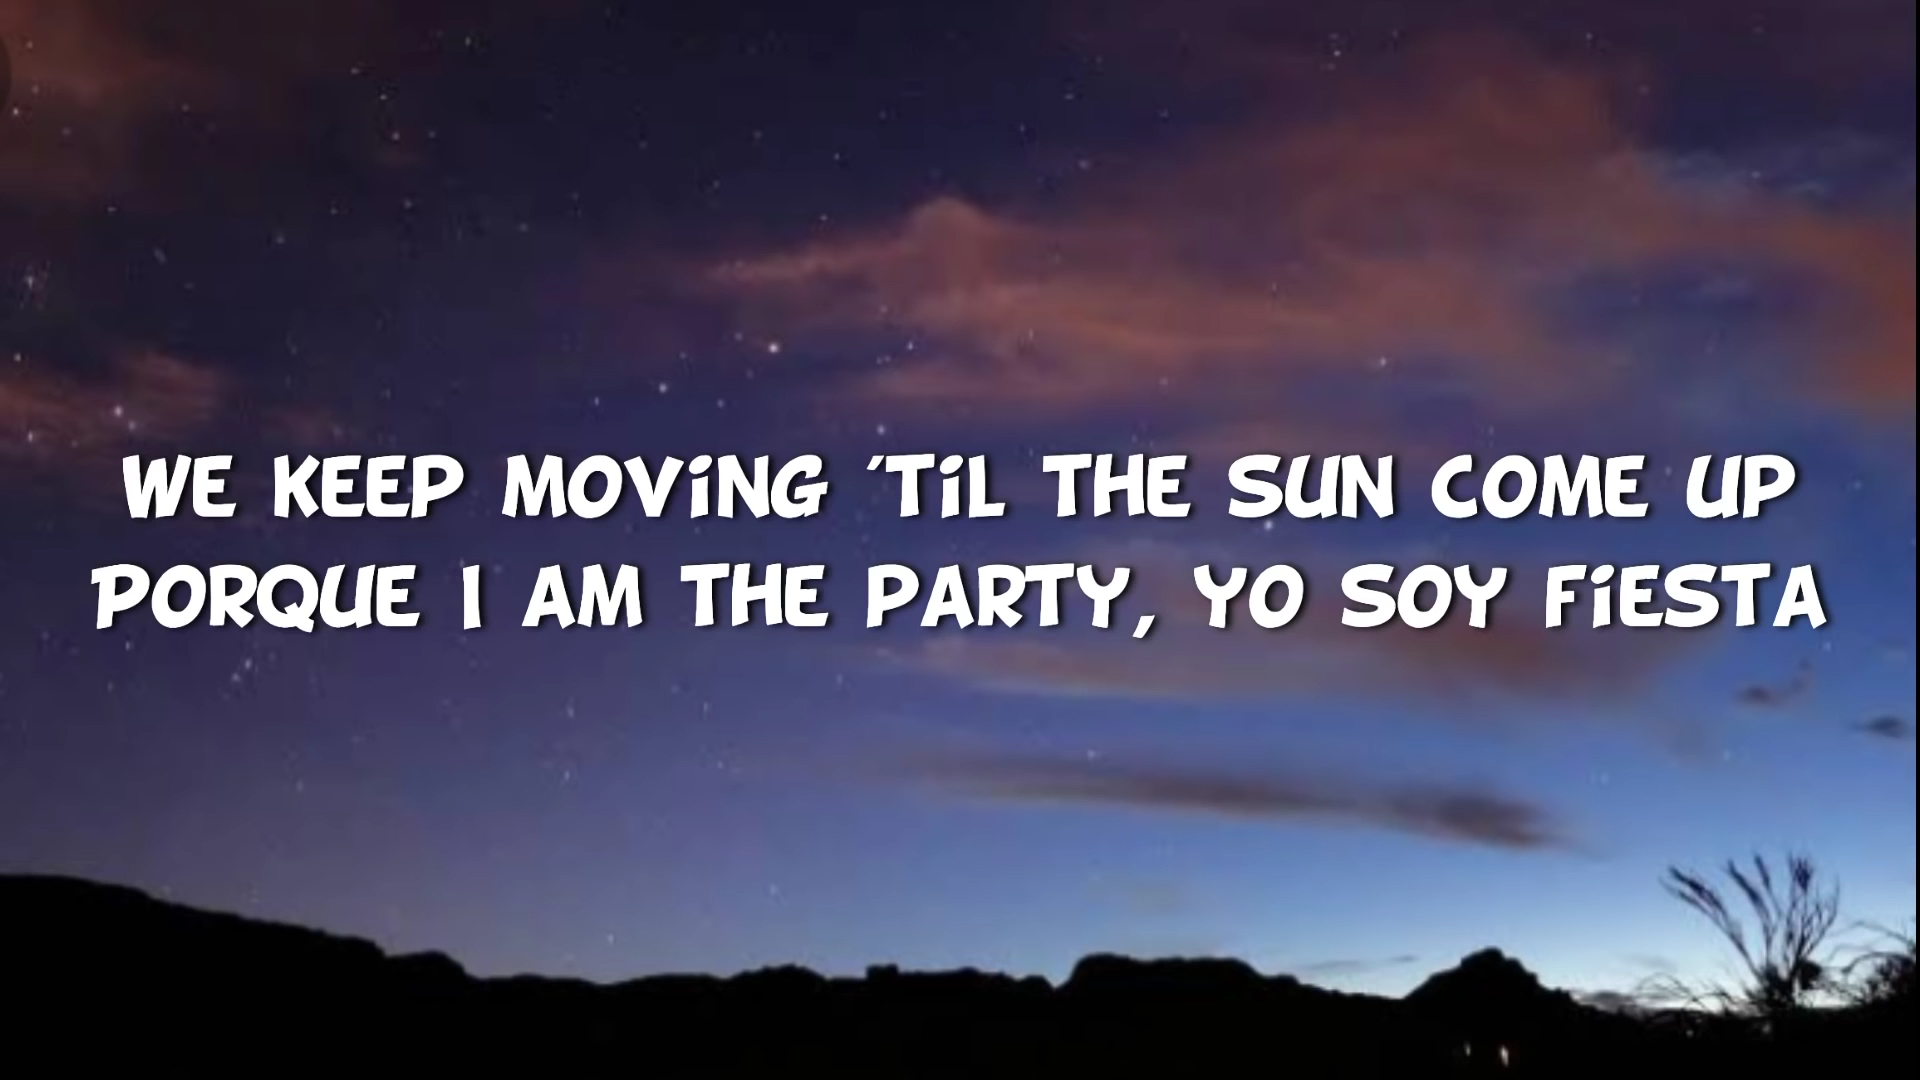 WE KEEP MOVING 'TIL THE SUN COME UP
PORQUE I AM THE PARTY, YO SOY FIESTA